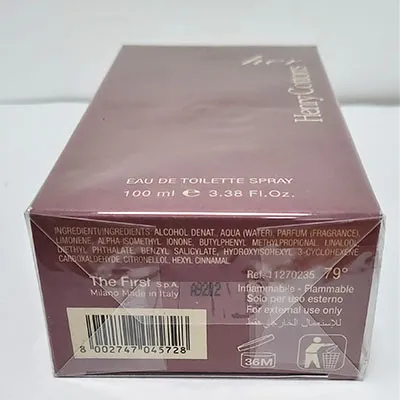 her
Henry Cottons
EAU DE TOILETTE SPRAY
100 ml e 3.38 Fl.Oz.
INGREDIENTI/INGREDIENTS: ALCOHOL DENAT., AQUA (WATER), PARFUM (FRAGRANCE),
LIMONENE, ALPHA-ISOMETHYL IONONE, BUTYLPHENYL METHYLPROPIONAL, LINALOOL,
DIETHYL PHTHALATE, BENZYL SALICYLATE, HYDROXYISOHEXYL 3-CYCLOHEXENE
CARBOXALDEHYDE CITRONELLOL, HEXYL CINNAMAL
The First S.p.A.
Milano Made in Italy
Ref. 11270235 79°
Infiammabile - Flammable
Solo per uso esterno
For external use only
للإستعمال الخارجي فقط
8 002747 045728
36M